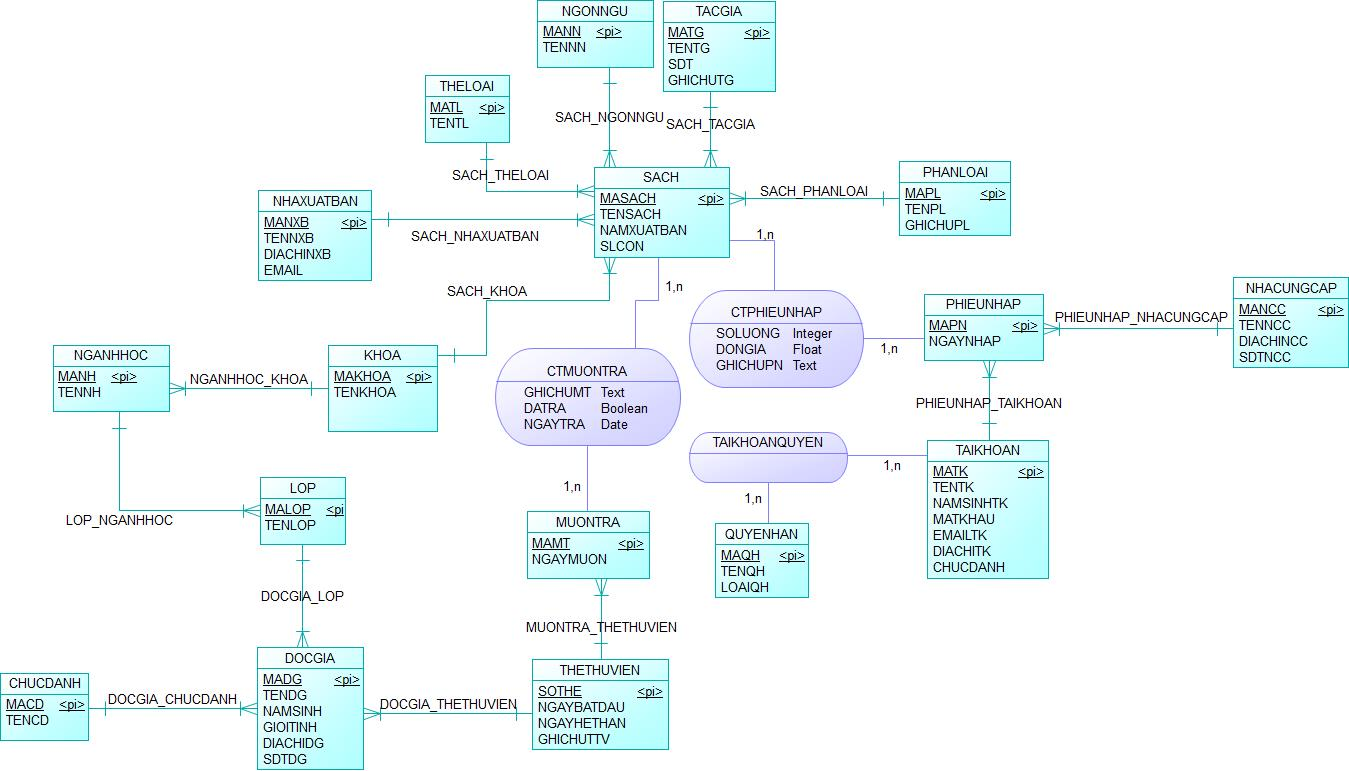 NGONNGU
MANN <pi>
TENNN
TACGIA
MATG <pi>
TENTG
SDT
GHICHUTG
THELOAI
MATL <pi>
TENTL
SACH_NGONNGU
SACH_TACGIA
SACH_THELOAI
SACH
MASACH <pi>
TENSACH
NAMXUATBAN
SLCON
SACH_PHANLOAI
PHANLOAI
MAPL <pi>
TENPL
GHICHUPL
NHAXUATBAN
MANXB <pi>
TENNXB
DIACHINXB
EMAIL
SACH_NHAXUATBAN
1,n
1,n
SACH_KHOA
CTPHIEUNHAP
SOLUONG Integer
DONGIA Float
GHICHUPN Text
1,n
PHIEUNHAP
MAPN <pi>
NGAYNHAP
PHIEUNHAP_NHACUNGCAP
NHACUNGCAP
MANCC <pi>
TENNCC
DIACHINCC
SDTNCC
NGANHHOC
MANH <pi>
TENNH
NGANHHOC_KHOA
KHOA
MAKHOA <pi>
TENKHOA
CTMUONTRA
GHICHUMT Text
DATRA Boolean
NGAYTRA Date
PHIEUNHAP_TAIKHOAN
TAIKHOANQUYEN
1,n
1,n
TAIKHOAN
MATK <pi>
TENTK
NAMSINHTK
MATKHAU
EMAILTK
DIACHITK
CHUCDANH
1,n
LOP
MALOP <pi
TENLOP
LOP_NGANHHOC
MUONTRA
MAMT <pi>
NGAYMUON
QUYENHAN
MAQH <pi>
TENQH
LOAIQH
DOCGIA_LOP
MUONTRA_THETHUVIEN
DOCGIA
MADG <pi>
TENDG
NAMSINH
GIOITINH
DIACHIDG
SDTDG
CHUCDANH
MACD <pi>
TENCD
DOCGIA_CHUCDANH
DOCGIA_THETHUVIEN
THETHUVIEN
SOTHE <pi>
NGAYBATDAU
NGAYHETHAN
GHICHUTTV